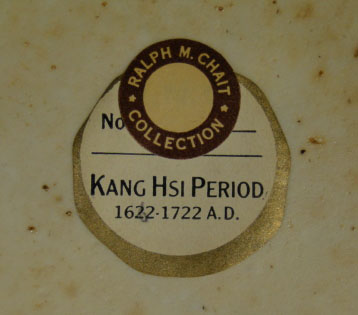 RALPH M. CHAIT
COLLECTION
No
KANG HSI PERIOD
1622-1722 A.D.